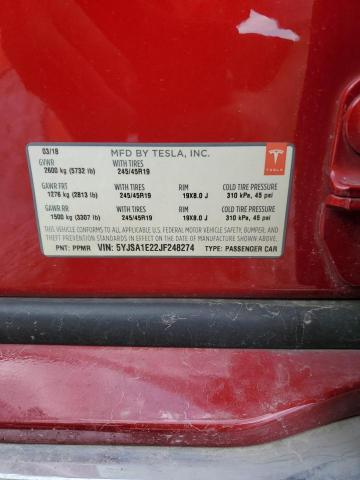 03/18 MFD BY TESLA, INC.
GVWR WITH TIRES
2600 kg (5732 lb) 245/45R19
TESLA
GAWR FRT WITH TIRES RIM COLD TIRE PRESSURE
1276 kg (2813 lb) 245/45R19 19X8.0 J 310 kPa, 45 psi
GAWR RR WITH TIRES RIM COLD TIRE PRESSURE
1500 kg (3307 lb) 245/45R19 19X8.0 J 310 kPa, 45 psi
THIS VEHICLE CONFORMS TO ALL APPLICABLE U.S. FEDERAL MOTOR VEHICLE SAFETY, BUMPER, AND
THEFT PREVENTION STANDARDS IN EFFECT ON THE DATE OF MANUFACTURE SHOWN ABOVE.
PNT: PPMR VIN: 5YJSA1E22JF248274 TYPE: PASSENGER CAR